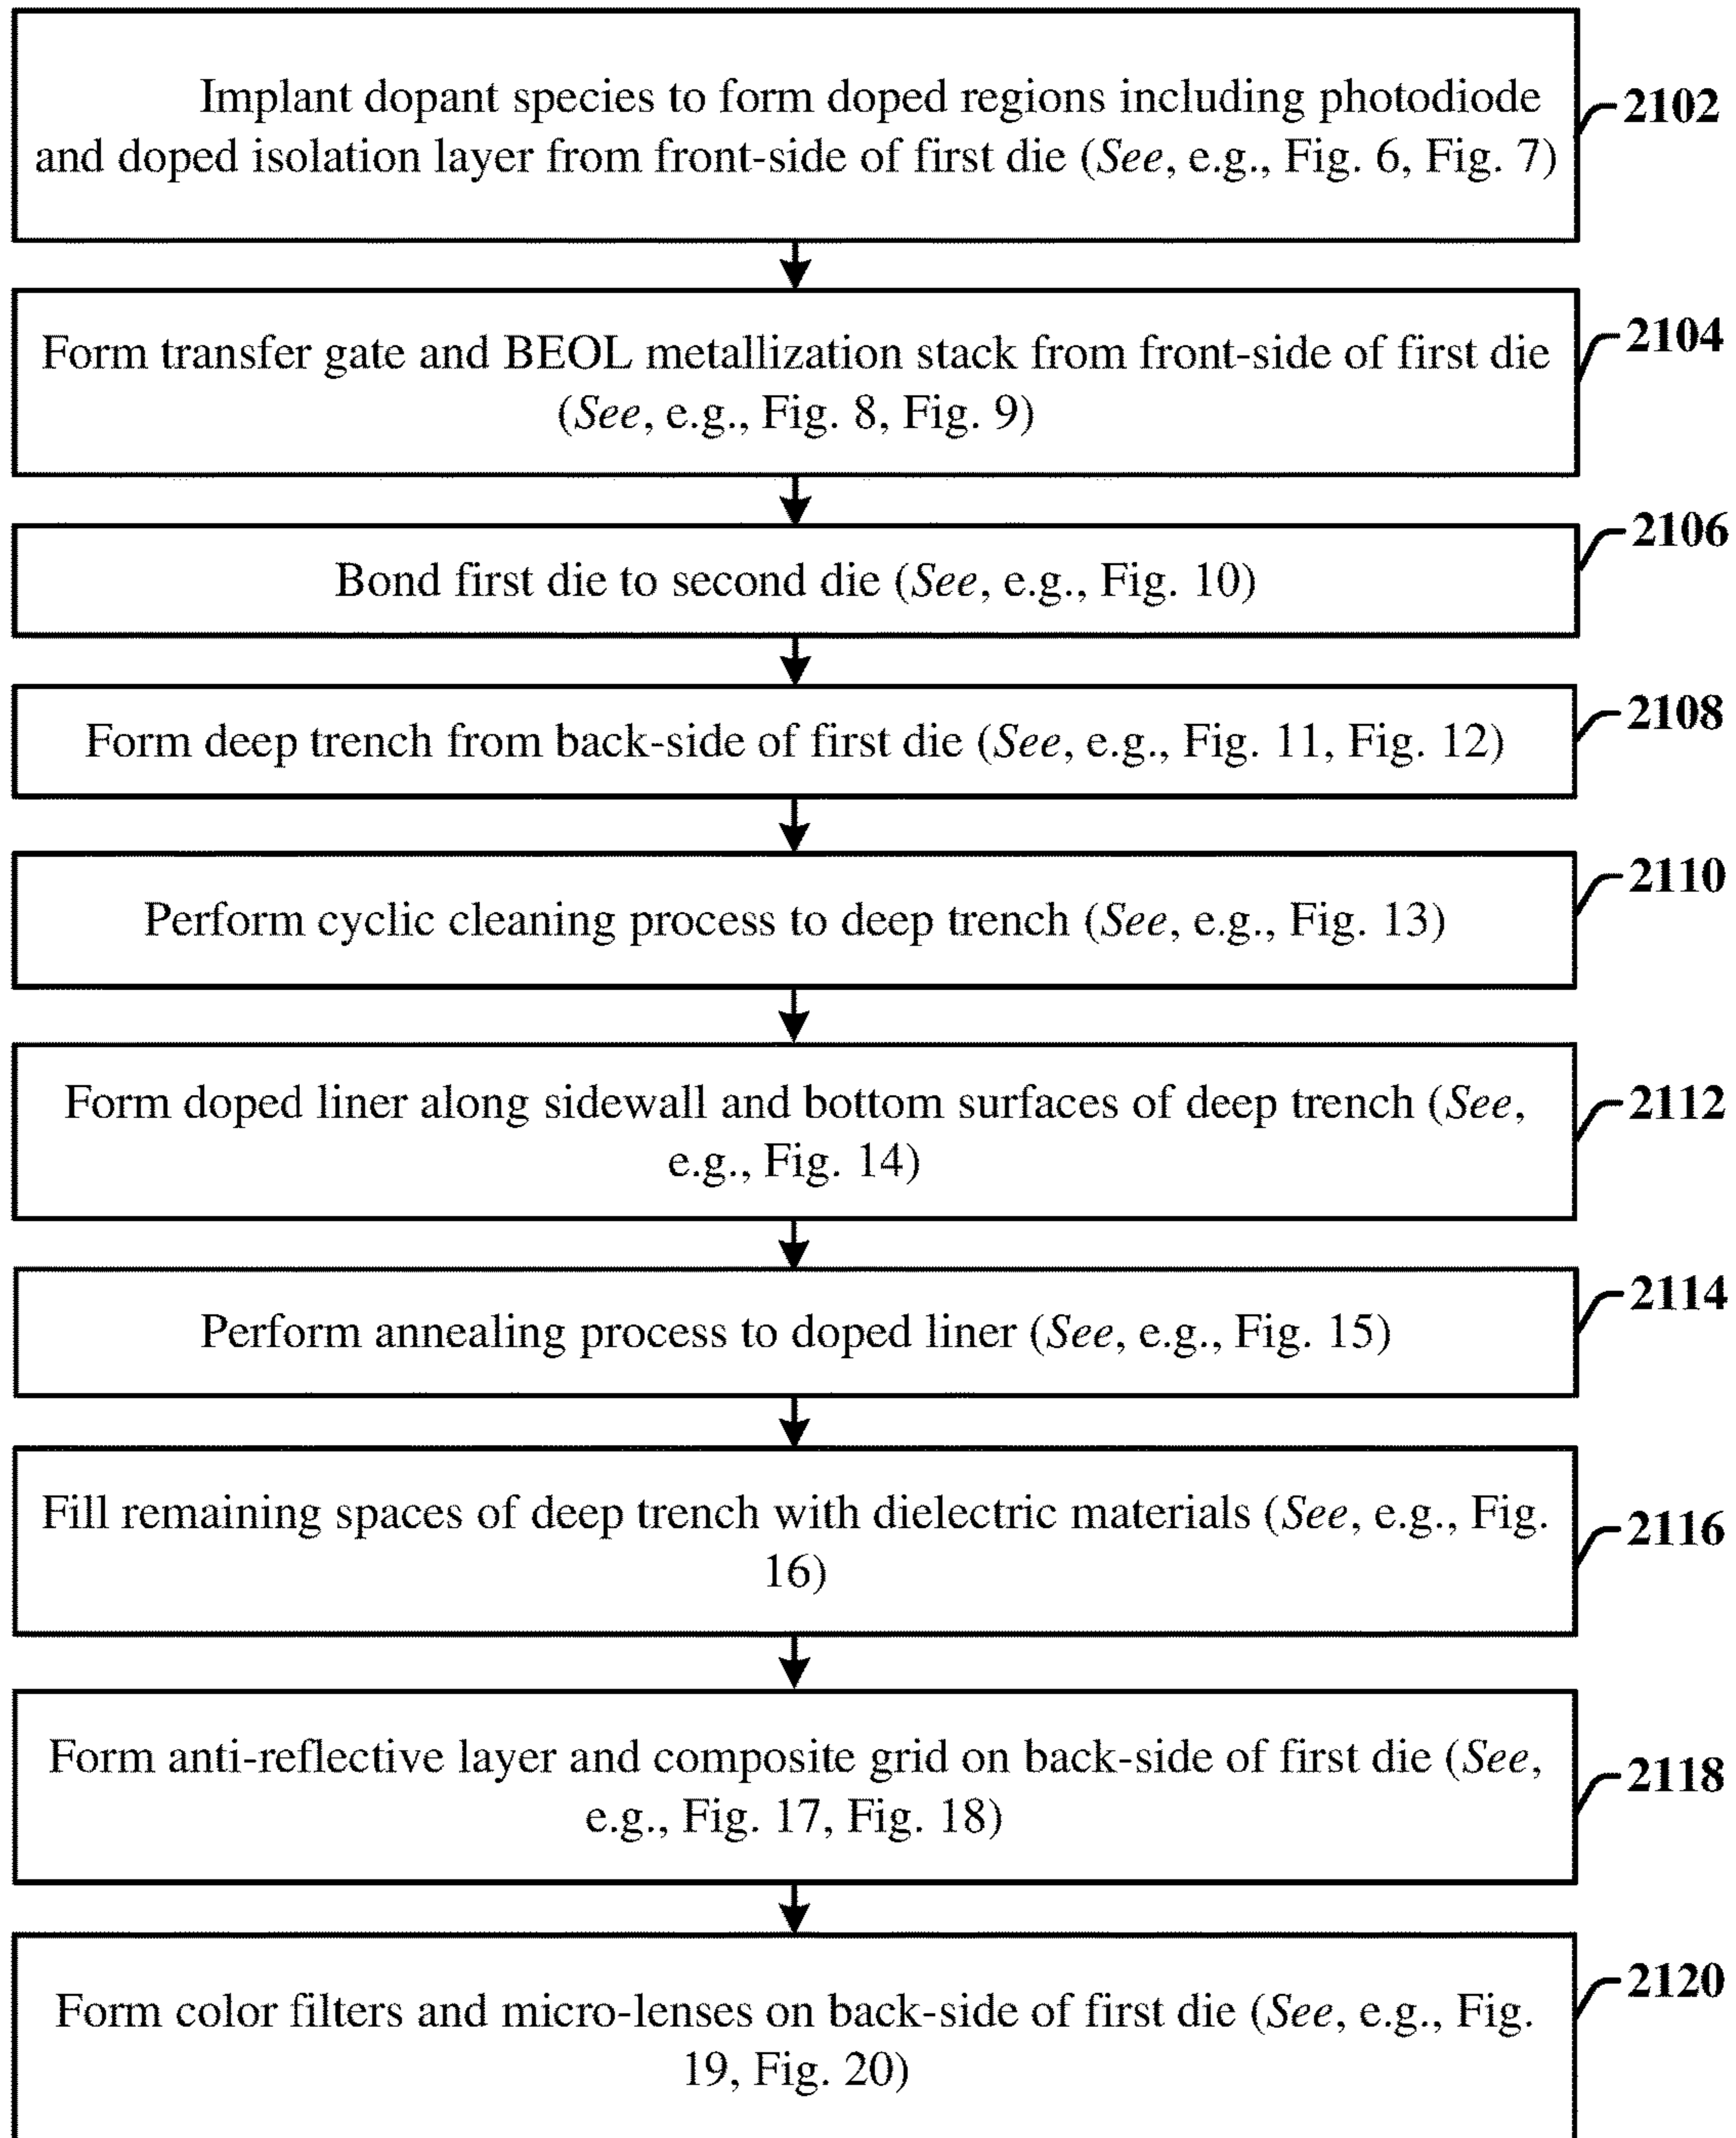 Implant dopant species to form doped regions including photodiode
and doped isolation layer from front-side of first die (See, e.g., Fig. 6, Fig. 7)
2102
Form transfer gate and BEOL metallization stack from front-side of first die
(See, e.g., Fig. 8, Fig. 9)
2104
Bond first die to second die (See, e.g., Fig. 10)
2106
Form deep trench from back-side of first die (See, e.g., Fig. 11, Fig. 12)
2108
Perform cyclic cleaning process to deep trench (See, e.g., Fig. 13)
2110
Form doped liner along sidewall and bottom surfaces of deep trench (See,
e.g., Fig. 14)
2112
Perform annealing process to doped liner (See, e.g., Fig. 15)
2114
Fill remaining spaces of deep trench with dielectric materials (See, e.g., Fig.
16)
2116
Form anti-reflective layer and composite grid on back-side of first die (See,
e.g., Fig. 17, Fig. 18)
2118
Form color filters and micro-lenses on back-side of first die (See, e.g., Fig.
19, Fig. 20)
2120